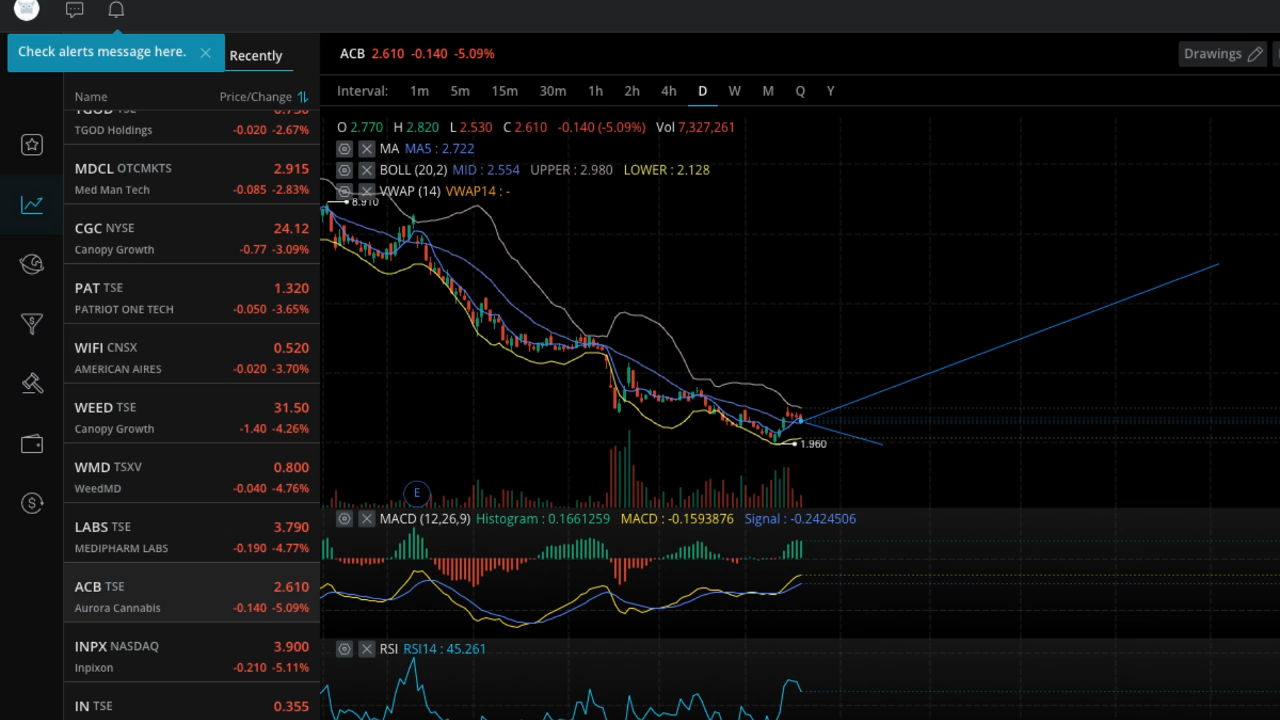 Check alerts message here.
Recently
Name Price/Change
TGOD TSE 0.730
TGOD Holdings -0.020 -2.67%
MDCL OTCMKTS 2.915
Med Man Tech -0.085 -2.83%
CGC NYSE 24.12
Canopy Growth -0.77 -3.09%
PAT TSE 1.320
PATRIOT ONE TECH -0.050 -3.65%
WIFI CNSX 0.520
AMERICAN AIRES -0.020 -3.70%
WEED TSE 31.50
Canopy Growth -1.40 -4.26%
WMD TSXV 0.800
WeedMD -0.040 -4.76%
LABS TSE 3.790
MEDIPHARM LABS -0.190 -4.77%
ACB TSE 2.610
Aurora Cannabis -0.140 -5.09%
INPX NASDAQ 3.900
Inpixon -0.210 -5.11%
IN TSE 0.355
ACB 2.610 -0.140 -5.09%
Drawings
Interval: 1m 5m 15m 30m 1h 2h 4h D W M Q Y
O 2.770 H 2.820 L 2.530 C 2.610 -0.140 (-5.09%) Vol 7,327,261
MA MA5 : 2.722
BOLL (20,2) MID : 2.554 UPPER : 2.980 LOWER : 2.128
VWAP (14) VWAP14 : -
8.910
1.960
E
MACD (12,26,9) Histogram : 0.1661259 MACD : -0.1593876 Signal : -0.2424506
RSI RSI14 : 45.261